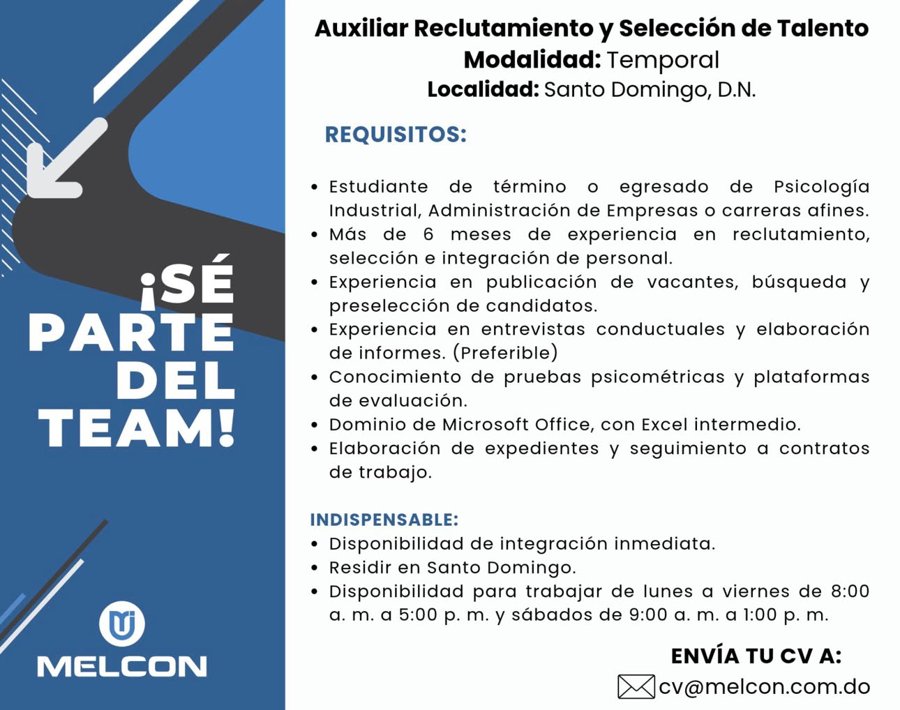 Auxiliar Reclutamiento y Selección de Talento
Modalidad: Temporal
Localidad: Santo Domingo, D.N.
REQUISITOS:
• Estudiante de término o egresado de Psicología
Industrial, Administración de Empresas o carreras afines.
• Más de 6 meses de experiencia en reclutamiento,
selección e integración de personal.
• Experiencia en publicación de vacantes, búsqueda y
preselección de candidatos.
• Experiencia en entrevistas conductuales y elaboración
de informes. (Preferible)
• Conocimiento de pruebas psicométricas y plataformas
de evaluación.
• Dominio de Microsoft Office, con Excel intermedio.
• Elaboración de expedientes y seguimiento a contratos
de trabajo.
INDISPENSABLE:
• Disponibilidad de integración inmediata.
• Residir en Santo Domingo.
• Disponibilidad para trabajar de lunes a viernes de 8:00
a. m. a 5:00 p. m. y sábados de 9:00 a. m. a 1:00 p. m.
ENVÍA TU CV A:
cv@melcon.com.do
¡SÉ
PARTE
DEL
TEAM!
MELCON